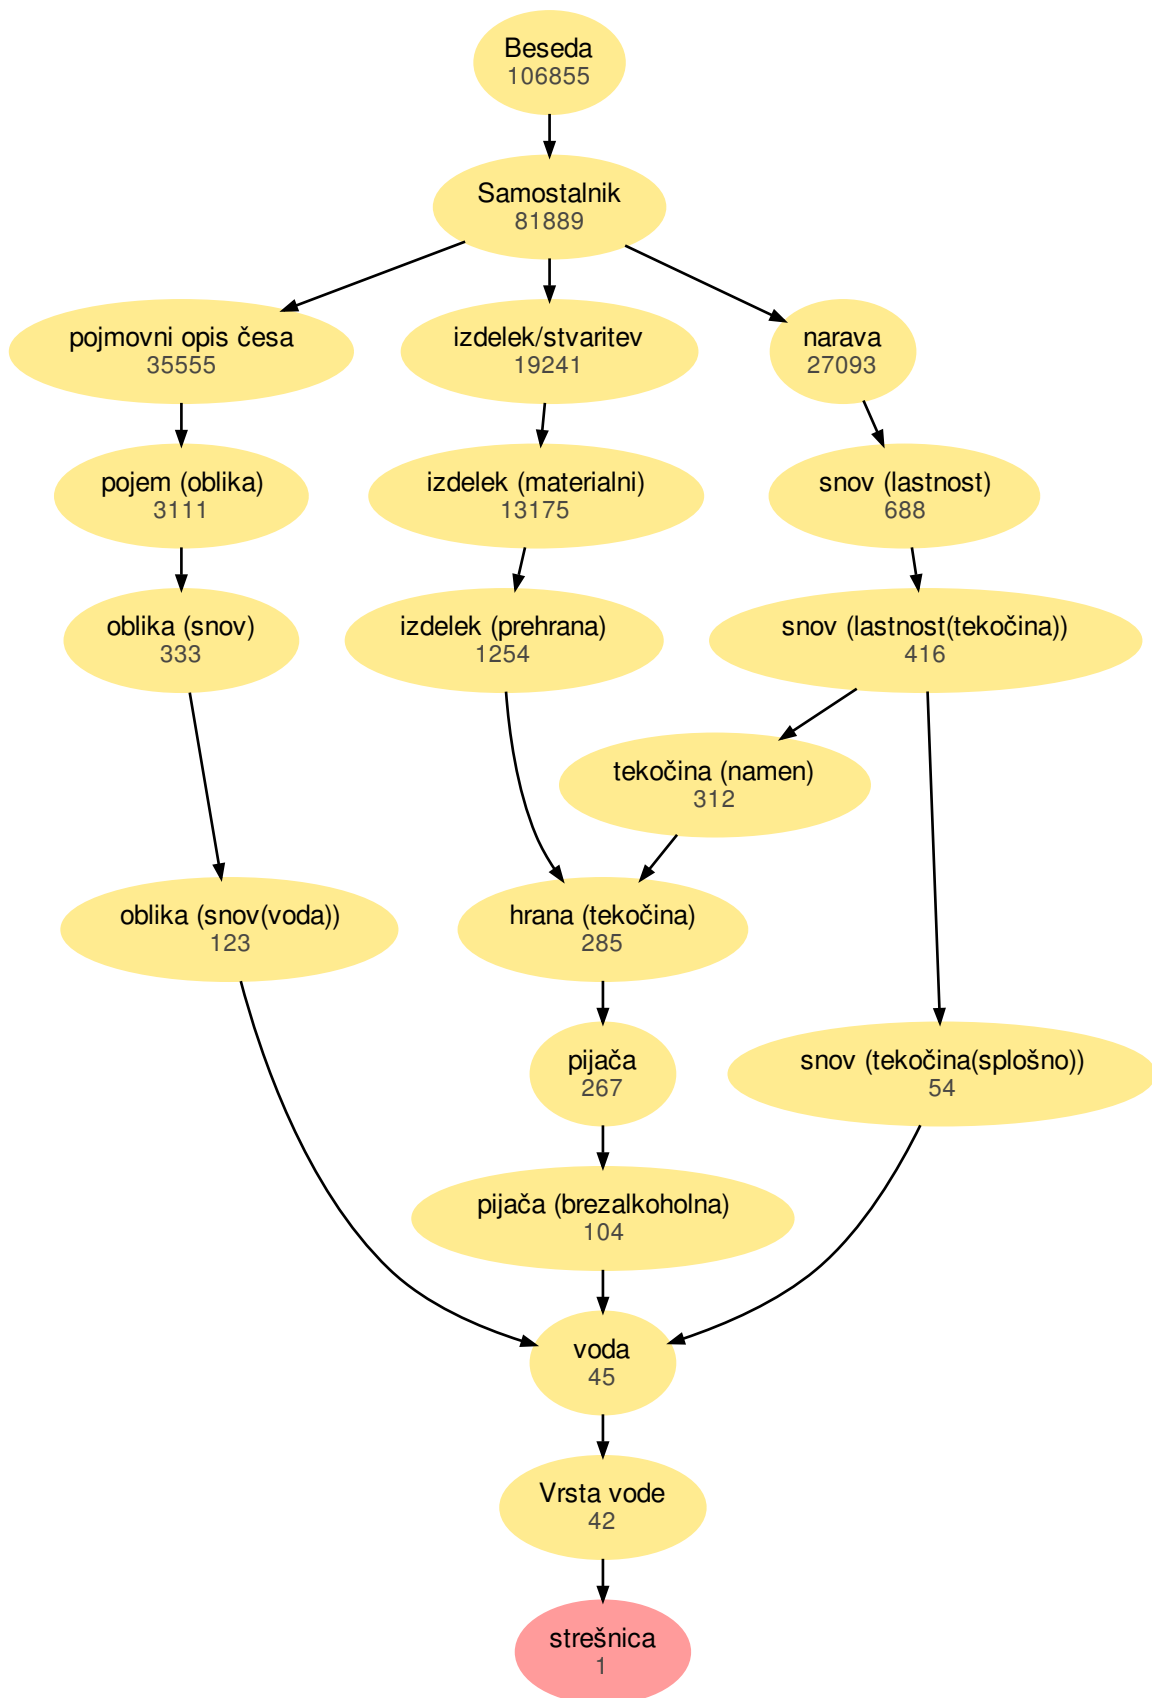 Beseda
106855
Samostalnik
81889
pojmovni opis česa
35555
izdelek/stvaritev
19241
narava
27093
pojem (oblika)
3111
izdelek (materialni)
13175
snov (lastnost)
688
oblika (snov)
333
izdelek (prehrana)
1254
snov (lastnost(tekočina))
416
tekočina (namen)
312
oblika (snov(voda))
123
hrana (tekočina)
285
pijača
267
snov (tekočina(splošno))
54
pijača (brezalkoholna)
104
voda
45
Vrsta vode
42
strešnica
1